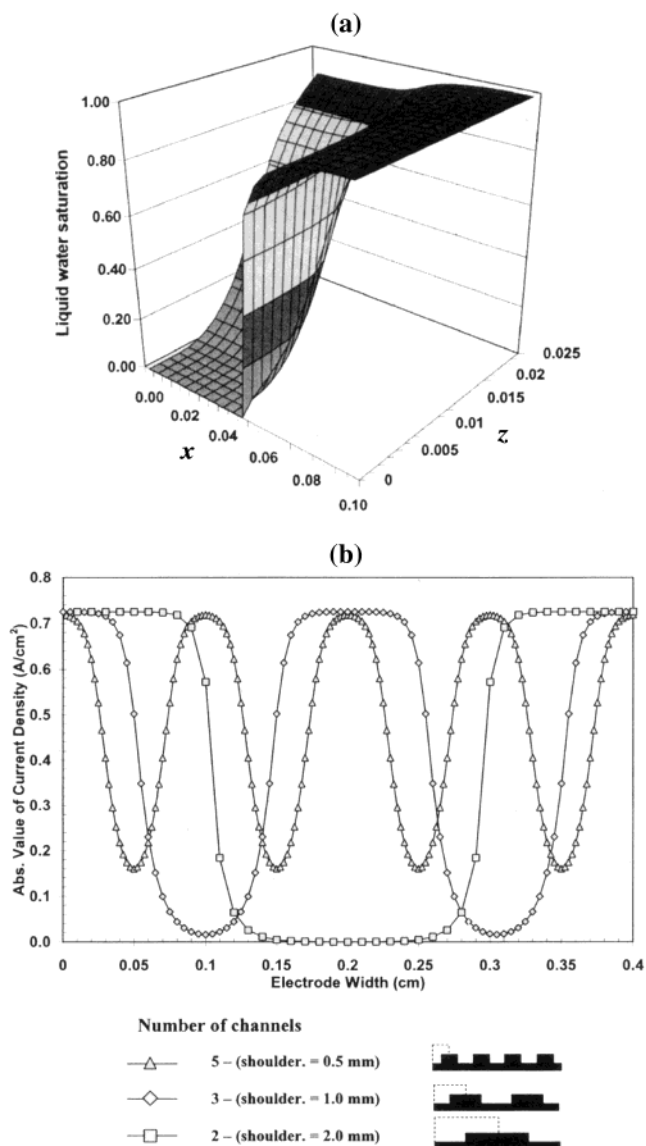 (a)
1.00
0.80
0.60
0.40
0.20
0.00
Liquid water saturation
0.00
0.02
0.04
0.06
0.08
0.10
x
0
0.005
0.01
0.015
0.02
0.025
z
(b)
0.8
0.7
0.6
0.5
0.4
0.3
0.2
0.1
0.0
Abs. Value of Current Density (A/cm²)
0 0.05 0.1 0.15 0.2 0.25 0.3 0.35 0.4
Electrode Width (cm)
Number of channels
5 – (shoulder. = 0.5 mm)
3 – (shoulder. = 1.0 mm)
2 – (shoulder. = 2.0 mm)